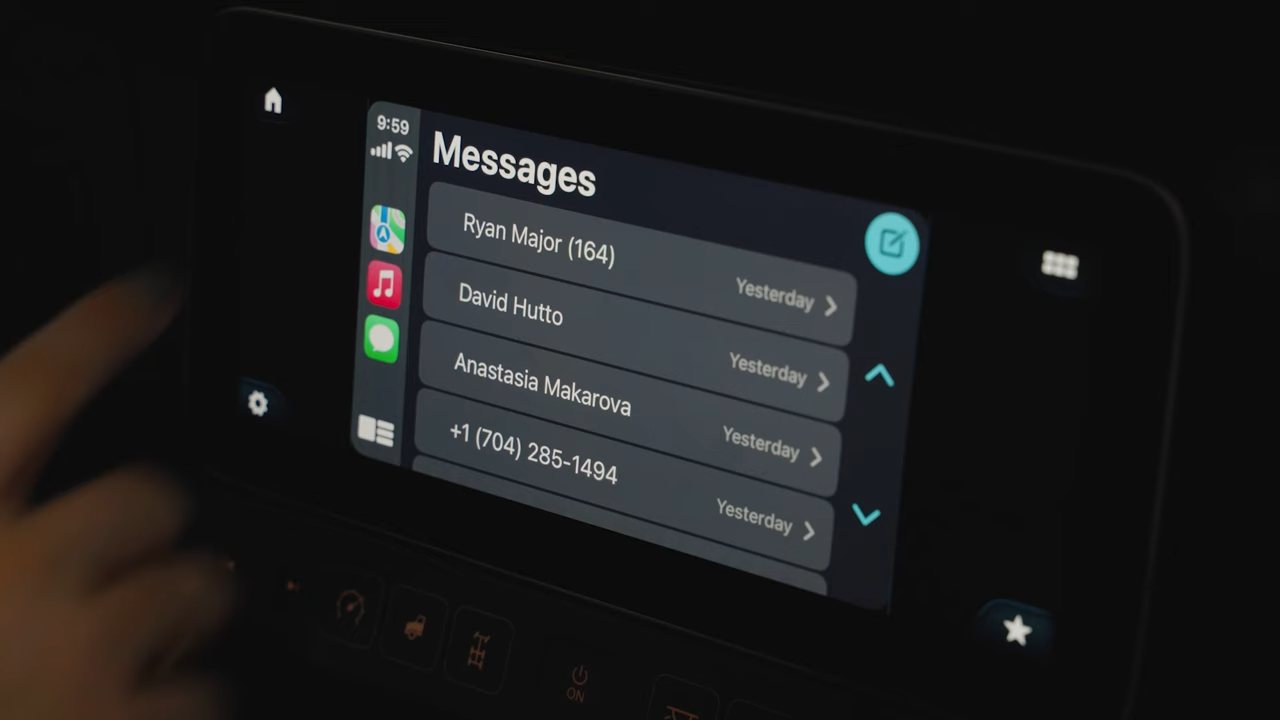 9:59
Messages
Ryan Major (164)
Yesterday
David Hutto
Yesterday
Anastasia Makarova
Yesterday
+1 (704) 285-1494
Yesterday
ON